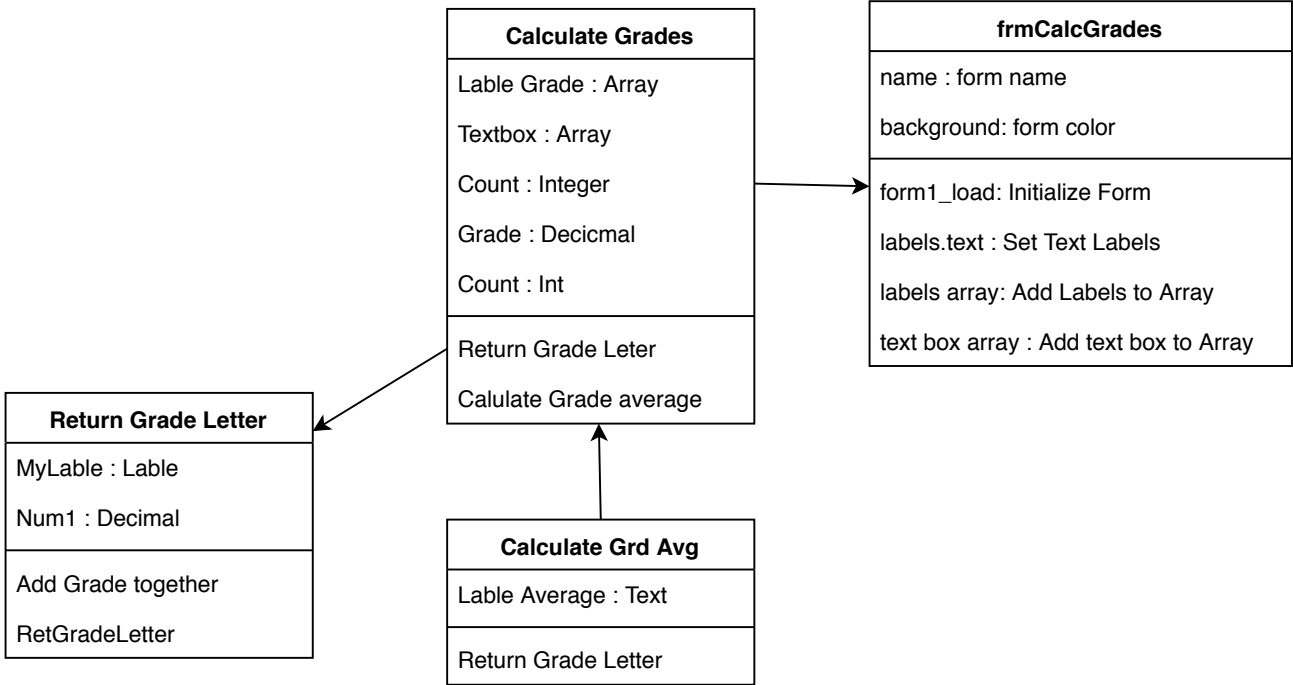 Calculate Grades
Lable Grade : Array
Textbox : Array
Count : Integer
Grade : Decicmal
Count : Int
Return Grade Leter
Calulate Grade average
frmCalcGrades
name : form name
background: form color
form1_load: Initialize Form
labels.text : Set Text Labels
labels array: Add Labels to Array
text box array : Add text box to Array
Return Grade Letter
MyLable : Lable
Num1 : Decimal
Add Grade together
RetGradeLetter
Calculate Grd Avg
Lable Average : Text
Return Grade Letter